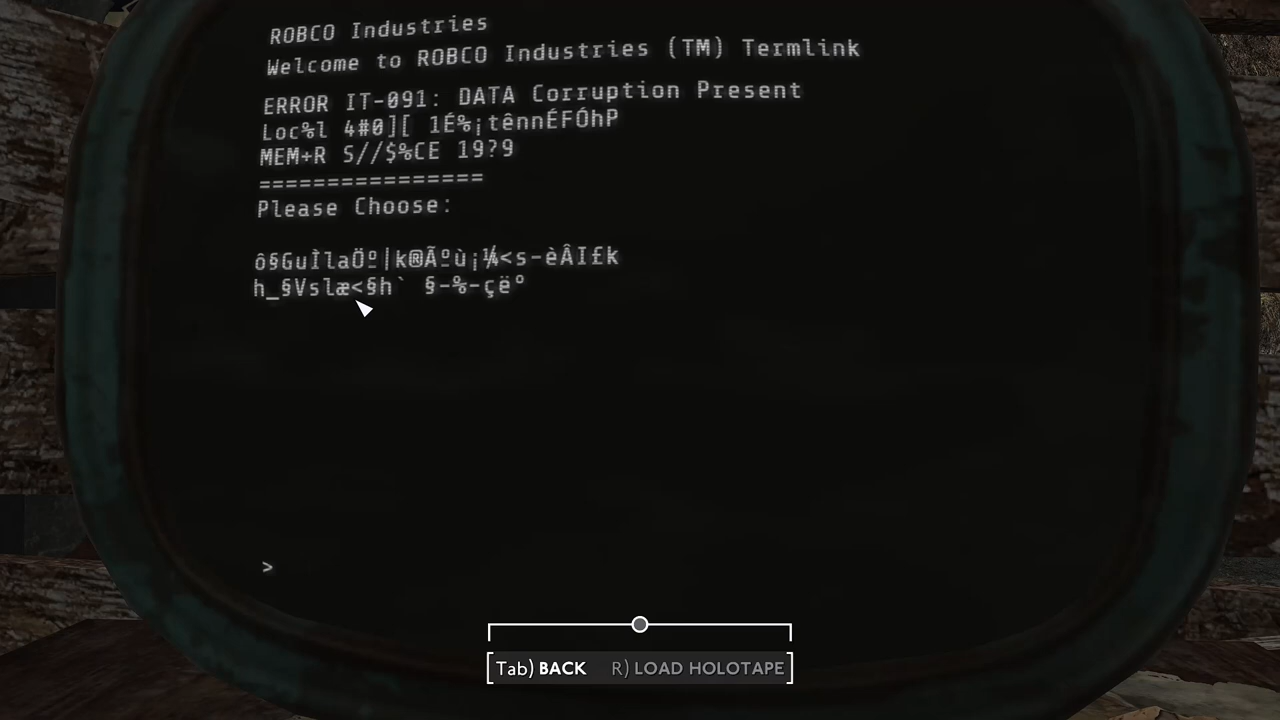 ROBCO Industries
Welcome to ROBCO Industries (TM) Termlink
ERROR IT-091: DATA Corruption Present
Loc%l 4#0][ 1É%¡tênnÉFÓhP
MEM+R S//$%CE 19?9
================
Please Choose:
ô§GuÌlaÖº|k®Ãºù¡¼<s-èÂI£k
h_§Vslæ<§h` §-%-çë°
>
Tab) BACK R) LOAD HOLOTAPE